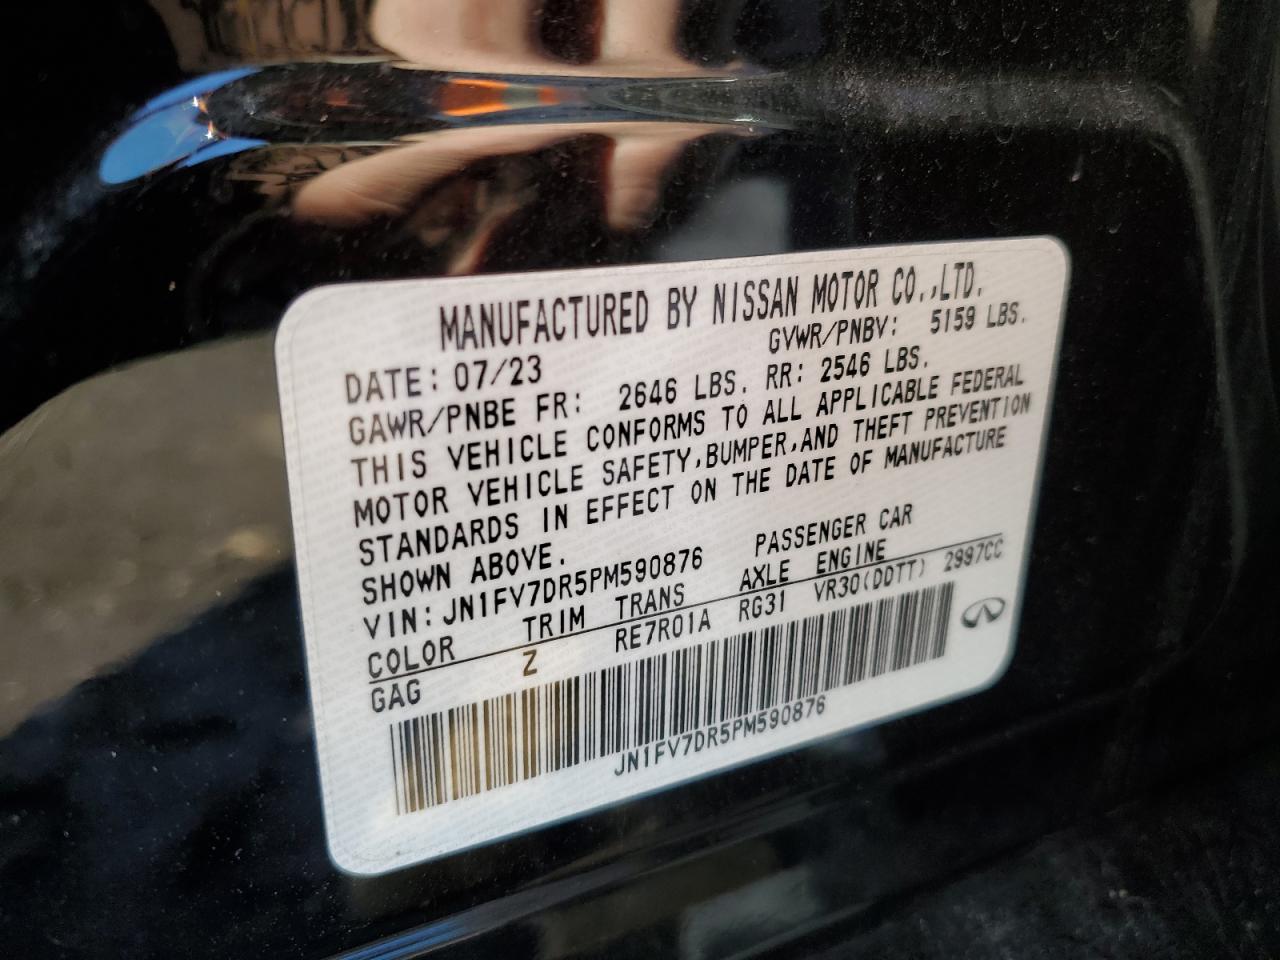 MANUFACTURED BY NISSAN MOTOR CO.,LTD.
DATE: 07/23 GVWR/PNBV: 5159 LBS.
GAWR/PNBE FR: 2646 LBS. RR: 2546 LBS.
THIS VEHICLE CONFORMS TO ALL APPLICABLE FEDERAL
MOTOR VEHICLE SAFETY,BUMPER,AND THEFT PREVENTION
STANDARDS IN EFFECT ON THE DATE OF MANUFACTURE
SHOWN ABOVE.
VIN:JN1FV7DR5PM590876 PASSENGER CAR
COLOR TRIM TRANS AXLE ENGINE
GAG Z RE7R01A RG31 VR30(DDTT) 2997CC
JN1FV7DR5PM590876